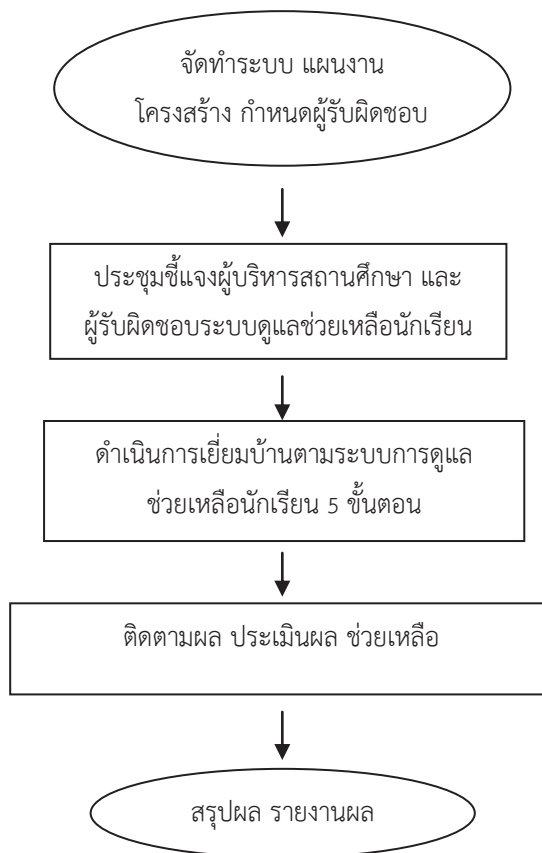 จัดทำระบบ แผนงาน
โครงสร้าง กำหนดผู้รับผิดชอบ
ประชุมชี้แจงผู้บริหารสถานศึกษา และ
ผู้รับผิดชอบระบบดูแลช่วยเหลือนักเรียน
ดำเนินการเยี่ยมบ้านตามระบบการดูแล
ช่วยเหลือนักเรียน 5 ขั้นตอน
ติดตามผล ประเมินผล ช่วยเหลือ
สรุปผล รายงานผล